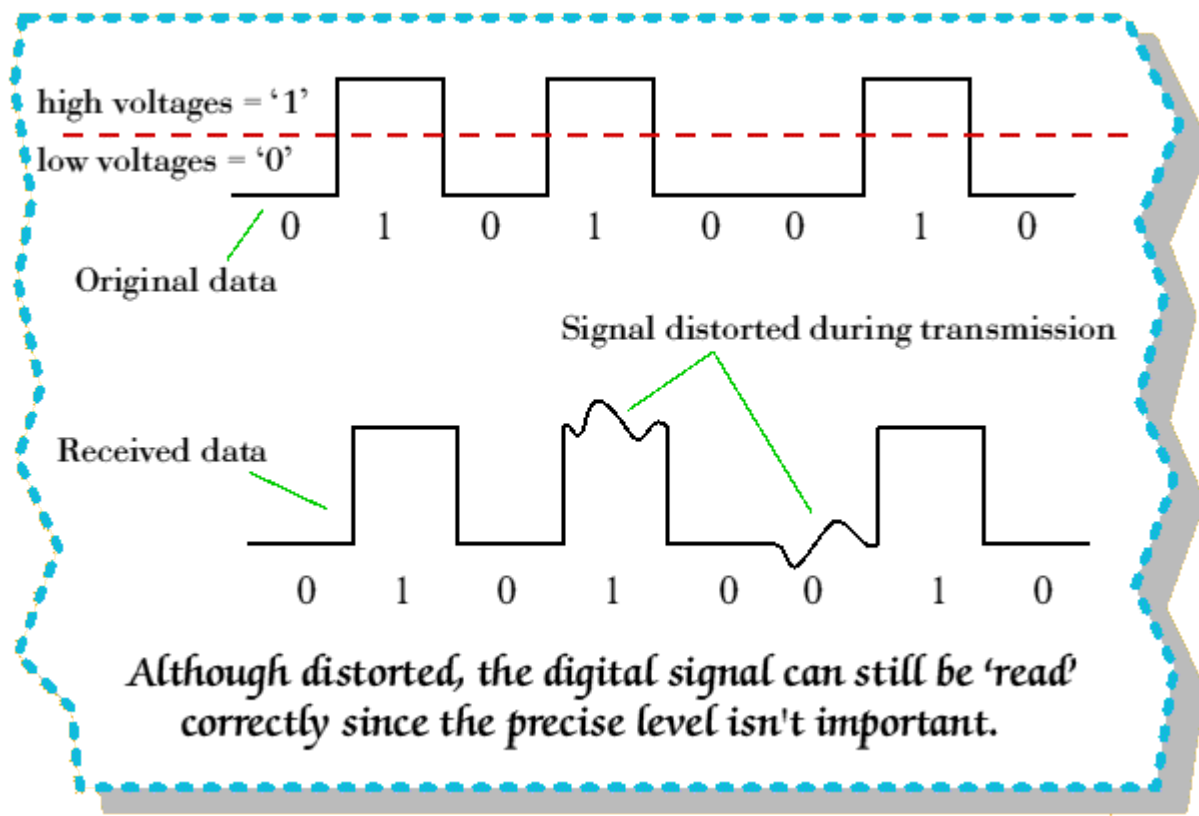 high voltages = ‘1’
low voltages = ‘0’
0 1 0 1 0 0 1 0
Original data
Signal distorted during transmission
Received data
0 1 0 1 0 0 1 0
Although distorted, the digital signal can still be ‘read’
correctly since the precise level isn't important.